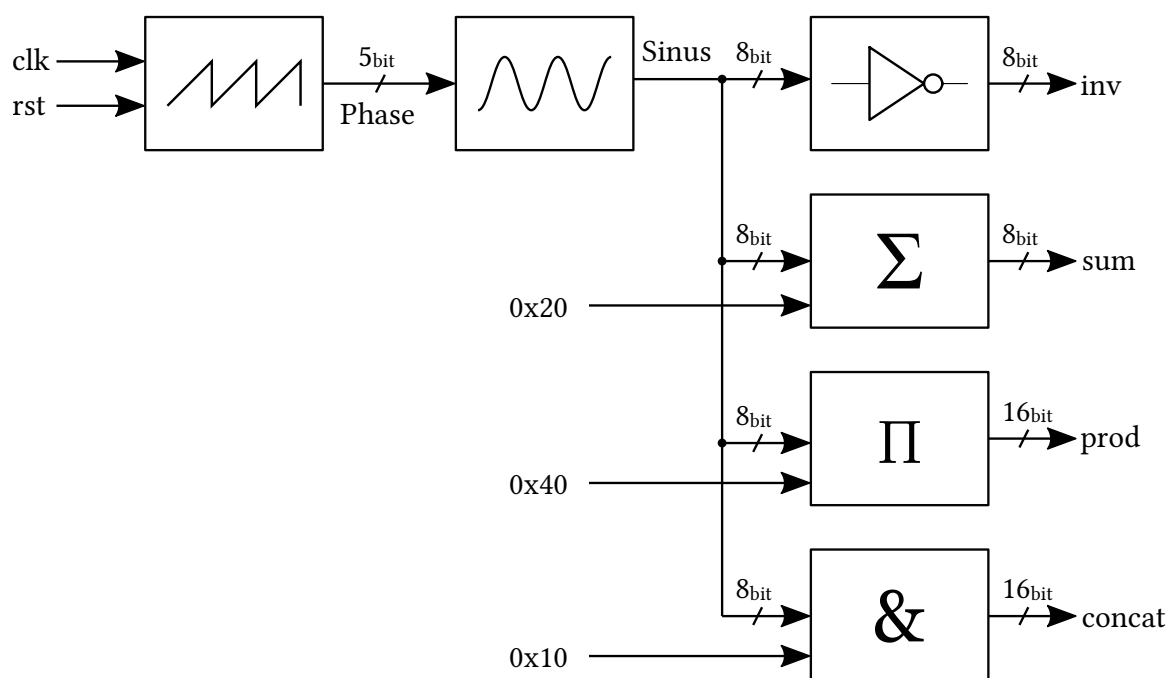 clk
rst
5bit
Phase
Sinus
8bit
8bit
inv
8bit
0x20
Σ
8bit
sum
8bit
0x40
Π
16bit
prod
8bit
0x10
&
16bit
concat